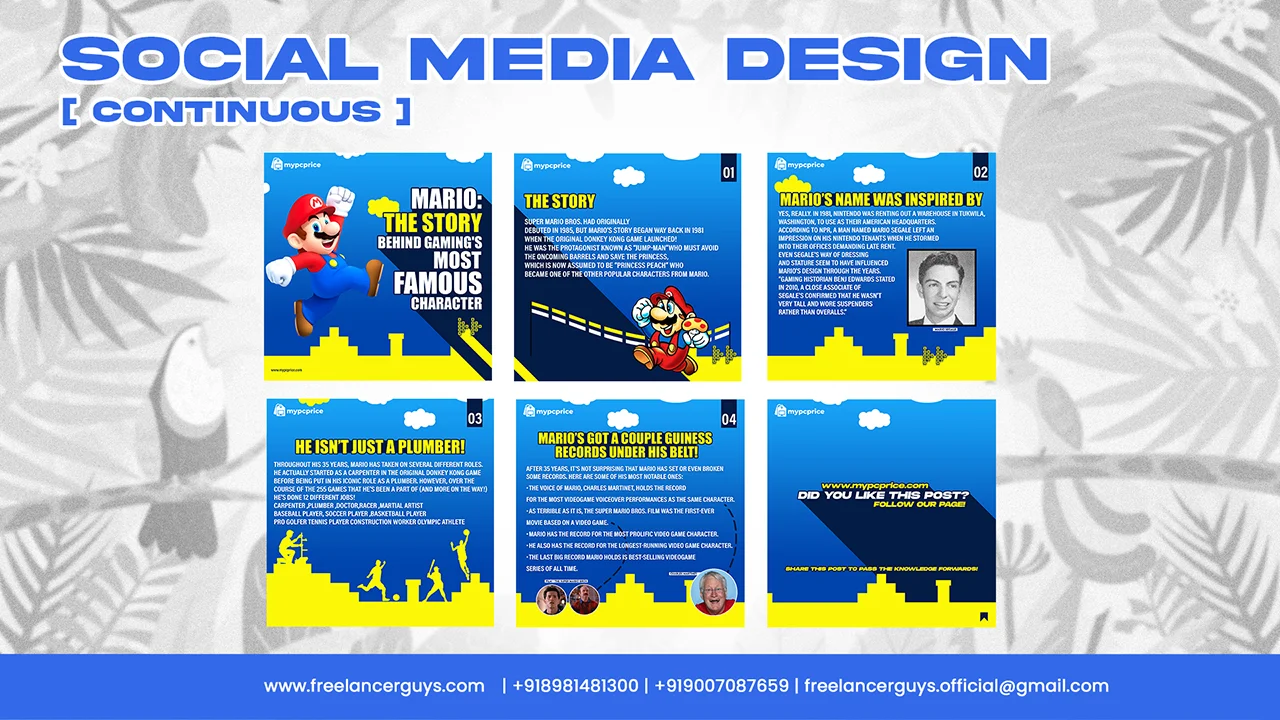 SOCIAL MEDIA DESIGN
[ CONTINUOUS ]
mypcprice
MARIO:
THE STORY
BEHIND GAMING'S
MOST
FAMOUS
CHARACTER
www.mypcprice.com
mypcprice
01
THE STORY
SUPER MARIO BROS. HAD ORIGINALLY
DEBUTED IN 1985, BUT MARIO'S STORY BEGAN WAY BACK IN 1981
WHEN THE ORIGINAL DONKEY KONG GAME LAUNCHED!
HE WAS THE PROTAGONIST KNOWN AS "JUMP-MAN"WHO MUST AVOID
THE ONCOMING BARRELS AND SAVE THE PRINCESS,
WHICH IS NOW ASSUMED TO BE "PRINCESS PEACH" WHO
BECAME ONE OF THE OTHER POPULAR CHARACTERS FROM MARIO.
mypcprice
02
MARIO'S NAME WAS INSPIRED BY
YES, REALLY. IN 1981, NINTENDO WAS RENTING OUT A WAREHOUSE IN TUKWILA,
WASHINGTON, TO USE AS THEIR AMERICAN HEADQUARTERS.
ACCORDING TO NPR, A MAN NAMED MARIO SEGALE LEFT AN
IMPRESSION ON HIS NINTENDO TENANTS WHEN HE STORMED
INTO THEIR OFFICES DEMANDING LATE RENT.
EVEN SEGALE'S WAY OF DRESSING
AND STATURE SEEM TO HAVE INFLUENCED
MARIO'S DESIGN THROUGH THE YEARS.
"GAMING HISTORIAN BENJ EDWARDS STATED
IN 2010, A CLOSE ASSOCIATE OF
SEGALE'S CONFIRMED THAT HE WASN'T
VERY TALL AND WORE SUSPENDERS
RATHER THAN OVERALLS."
mypcprice
03
HE ISN'T JUST A PLUMBER!
THROUGHOUT HIS 35 YEARS, MARIO HAS TAKEN ON SEVERAL DIFFERENT ROLES.
HE ACTUALLY STARTED AS A CARPENTER IN THE ORIGINAL DONKEY KONG GAME
BEFORE BEING PUT IN HIS ICONIC ROLE AS A PLUMBER. HOWEVER, OVER THE
COURSE OF THE 255 GAMES THAT HE'S BEEN A PART OF (AND MORE ON THE WAY!)
HE'S DONE 12 DIFFERENT JOBS!
CARPENTER ,PLUMBER ,DOCTOR,RACER ,MARTIAL ARTIST
BASEBALL PLAYER, SOCCER PLAYER ,BASKETBALL PLAYER
PRO GOLFER TENNIS PLAYER CONSTRUCTION WORKER OLYMPIC ATHLETE
mypcprice
04
MARIO'S GOT A COUPLE GUINESS
RECORDS UNDER HIS BELT!
AFTER 35 YEARS, IT'S NOT SURPRISING THAT MARIO HAS SET OR EVEN BROKEN
SOME RECORDS. HERE ARE SOME OF HIS MOST NOTABLE ONES:
• THE VOICE OF MARIO, CHARLES MARTINET, HOLDS THE RECORD
FOR THE MOST VIDEOGAME VOICEOVER PERFORMANCES AS THE SAME CHARACTER.
• AS TERRIBLE AS IT IS, THE SUPER MARIO BROS. FILM WAS THE FIRST-EVER
MOVIE BASED ON A VIDEO GAME.
• MARIO HAS THE RECORD FOR THE MOST PROLIFIC VIDEO GAME CHARACTER.
• HE ALSO HAS THE RECORD FOR THE LONGEST-RUNNING VIDEO GAME CHARACTER.
• THE LAST BIG RECORD MARIO HOLDS IS BEST-SELLING VIDEOGAME
SERIES OF ALL TIME.
mypcprice
www.mypcprice.com
DID YOU LIKE THIS POST?
FOLLOW OUR PAGE!
SHARE THIS POST TO PASS THE KNOWLEDGE FORWARDS!
www.freelancerguys.com | +918981481300 | +919007087659 | freelancerguys.official@gmail.com